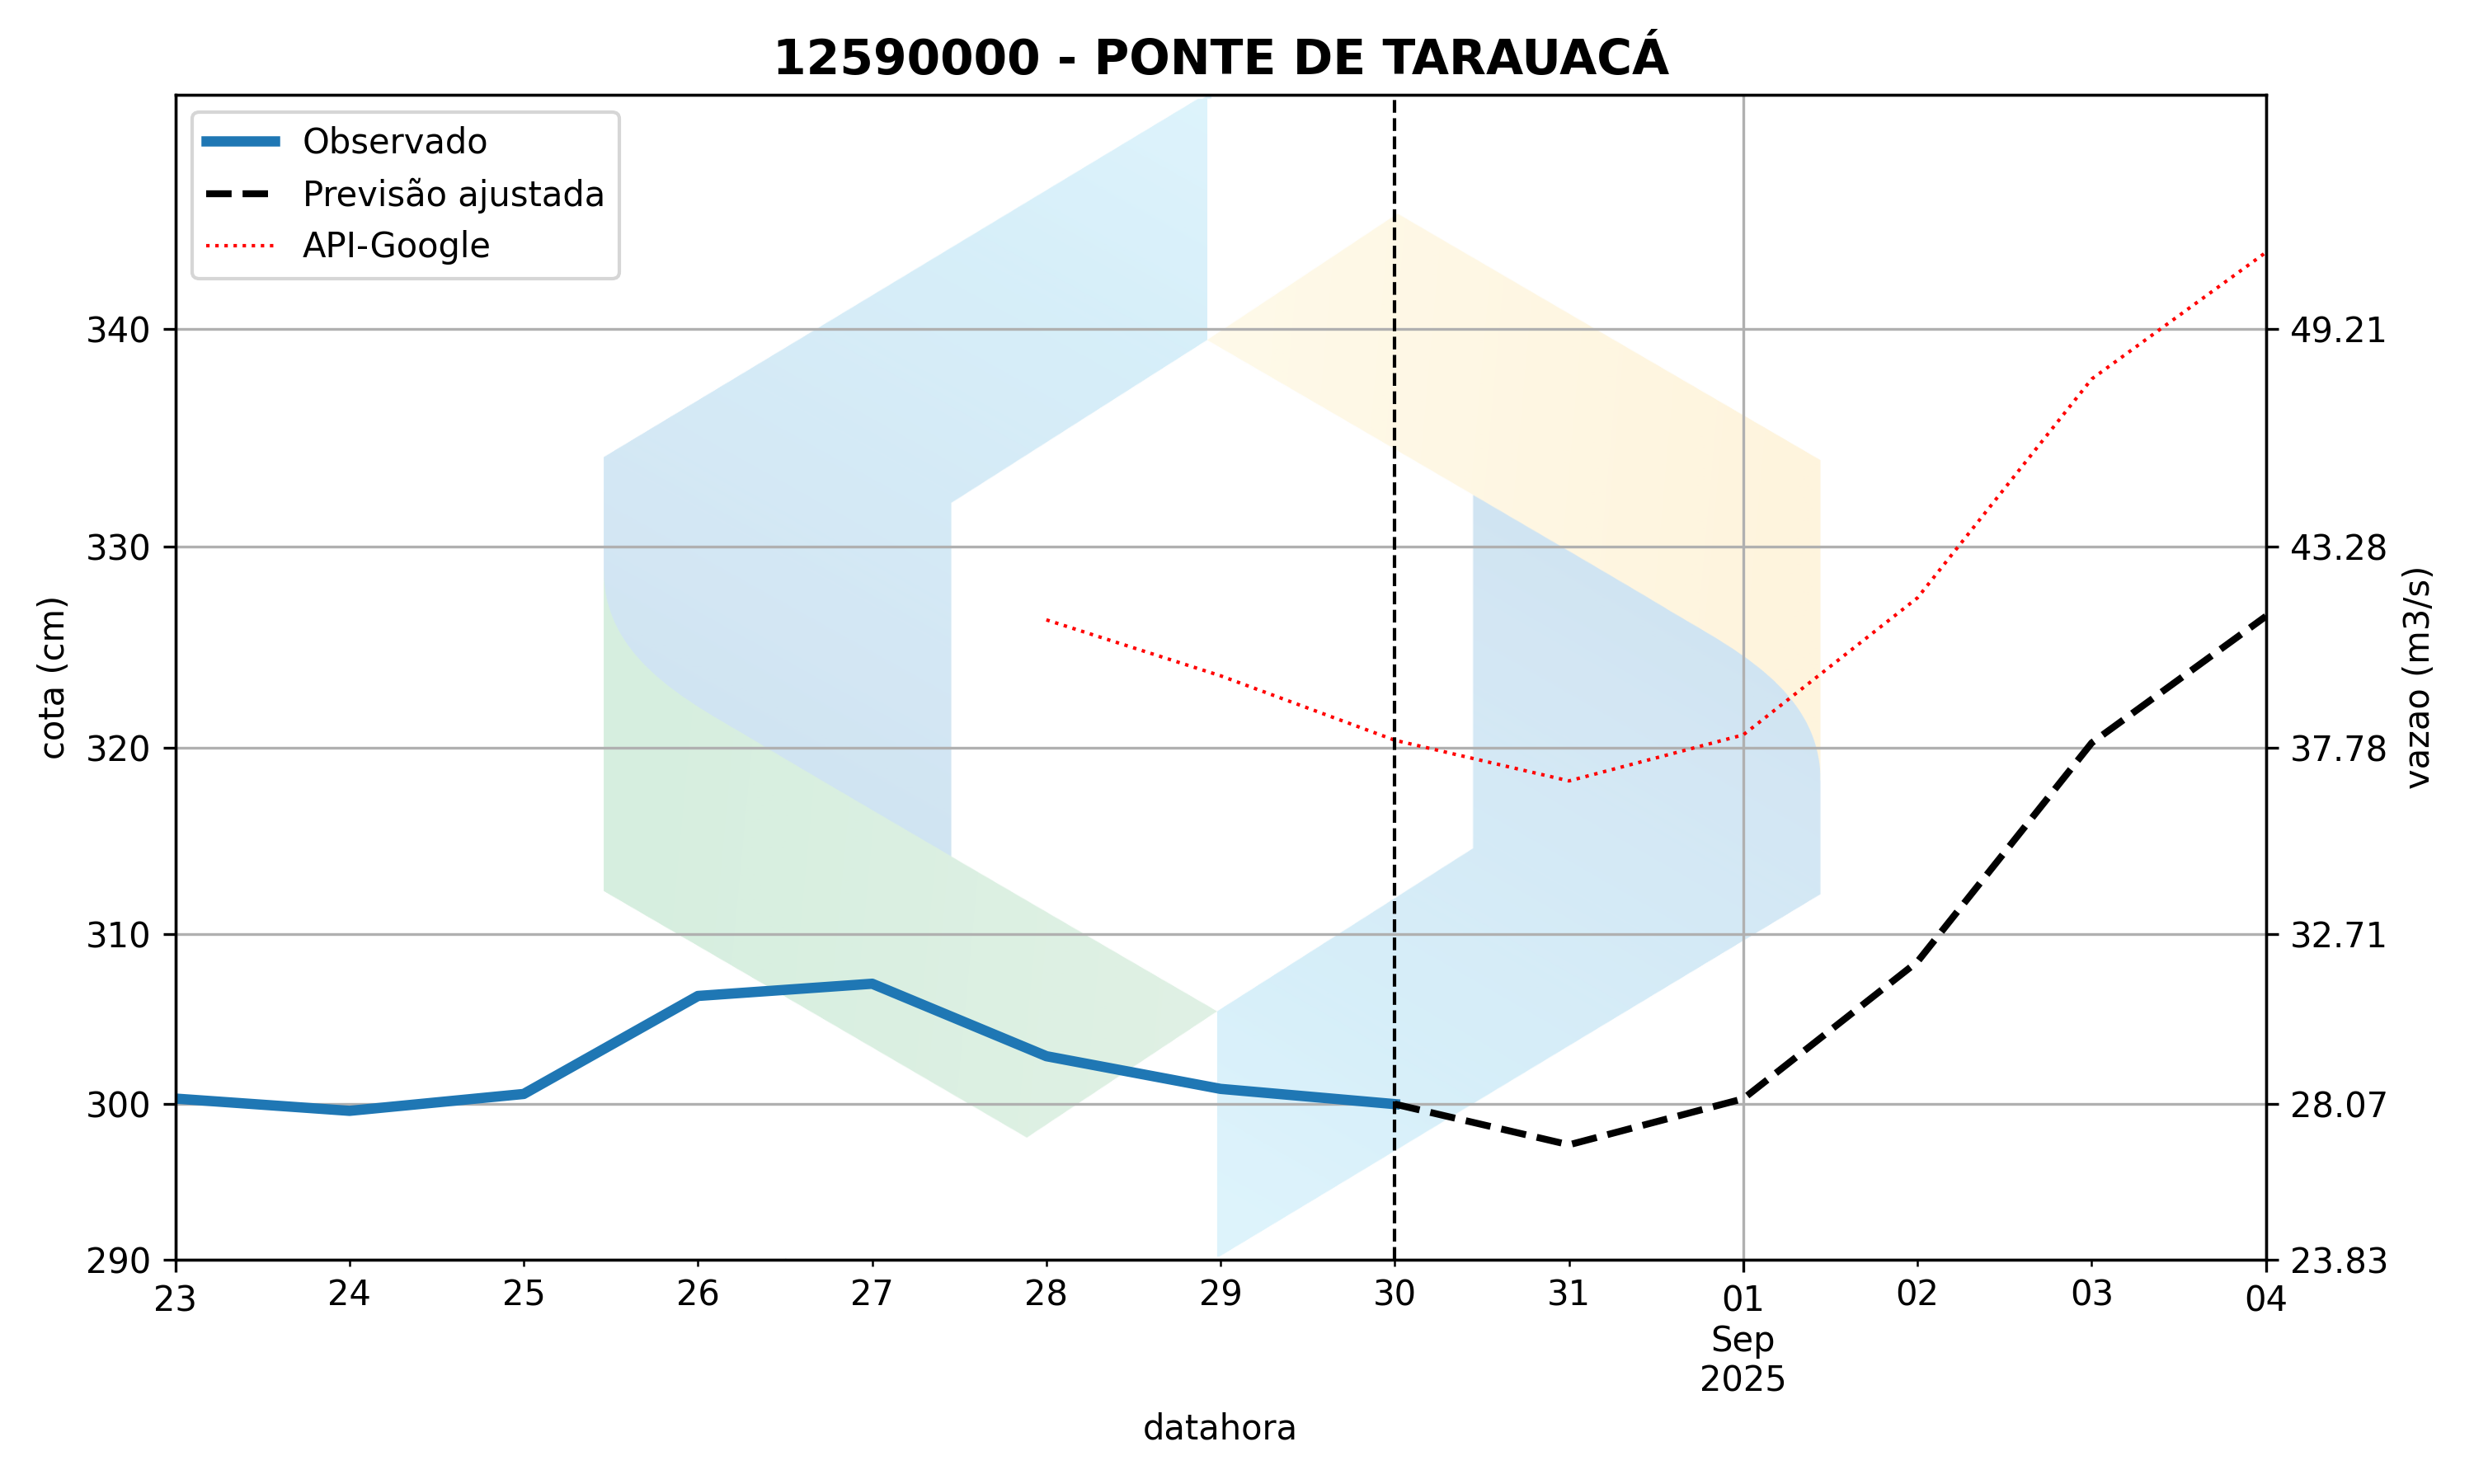 12590000 - PONTE DE TARAUACÁ
Observado
Previsão ajustada
API-Google
340
330
320
310
300
290
cota (cm)
49.21
43.28
37.78
32.71
28.07
23.83
vazao (m3/s)
23 24 25 26 27 28 29 30 31 01 02 03 04
Sep
2025
datahora